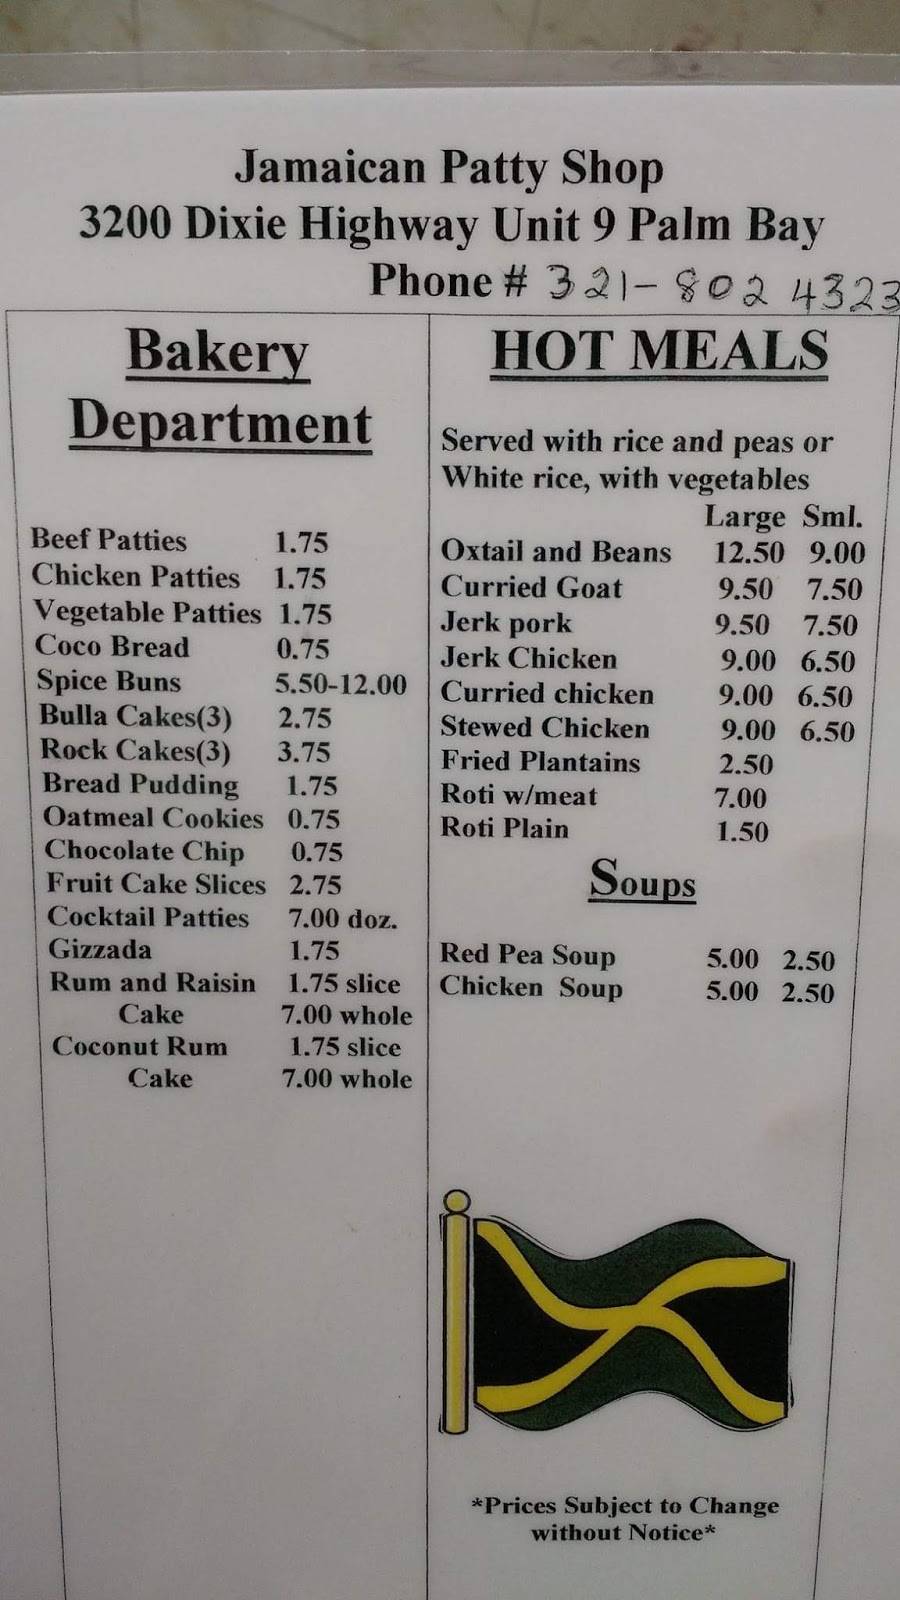 Jamaican Patty Shop
3200 Dixie Highway Unit 9 Palm Bay
Phone # 321-802 4323
Bakery
Department
Beef Patties 1.75
Chicken Patties 1.75
Vegetable Patties 1.75
Coco Bread 0.75
Spice Buns 5.50-12.00
Bulla Cakes(3) 2.75
Rock Cakes(3) 3.75
Bread Pudding 1.75
Oatmeal Cookies 0.75
Chocolate Chip 0.75
Fruit Cake Slices 2.75
Cocktail Patties 7.00 doz.
Gizzada 1.75
Rum and Raisin 1.75 slice
Cake 7.00 whole
Coconut Rum 1.75 slice
Cake 7.00 whole
HOT MEALS
Served with rice and peas or
White rice, with vegetables
Large Sml.
Oxtail and Beans 12.50 9.00
Curried Goat 9.50 7.50
Jerk pork 9.50 7.50
Jerk Chicken 9.00 6.50
Curried chicken 9.00 6.50
Stewed Chicken 9.00 6.50
Fried Plantains 2.50
Roti w/meat 7.00
Roti Plain 1.50
Soups
Red Pea Soup 5.00 2.50
Chicken Soup 5.00 2.50
*Prices Subject to Change
without Notice*